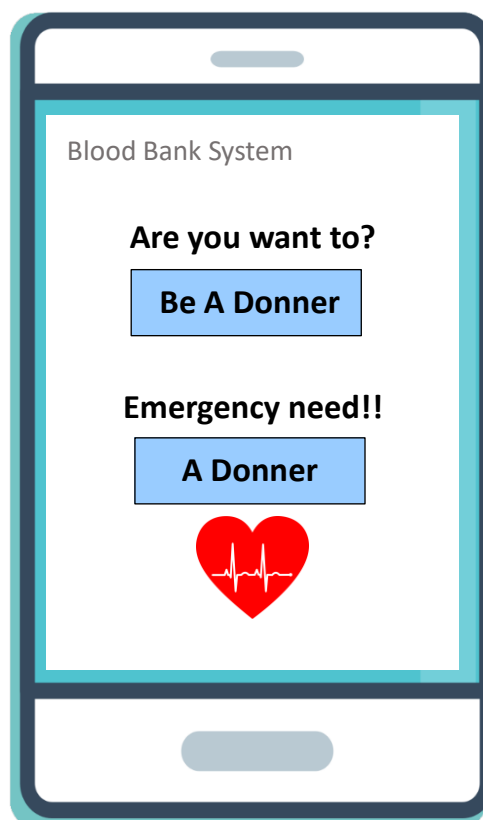 Blood Bank System
Are you want to?
Be A Donner
Emergency need!!
A Donner